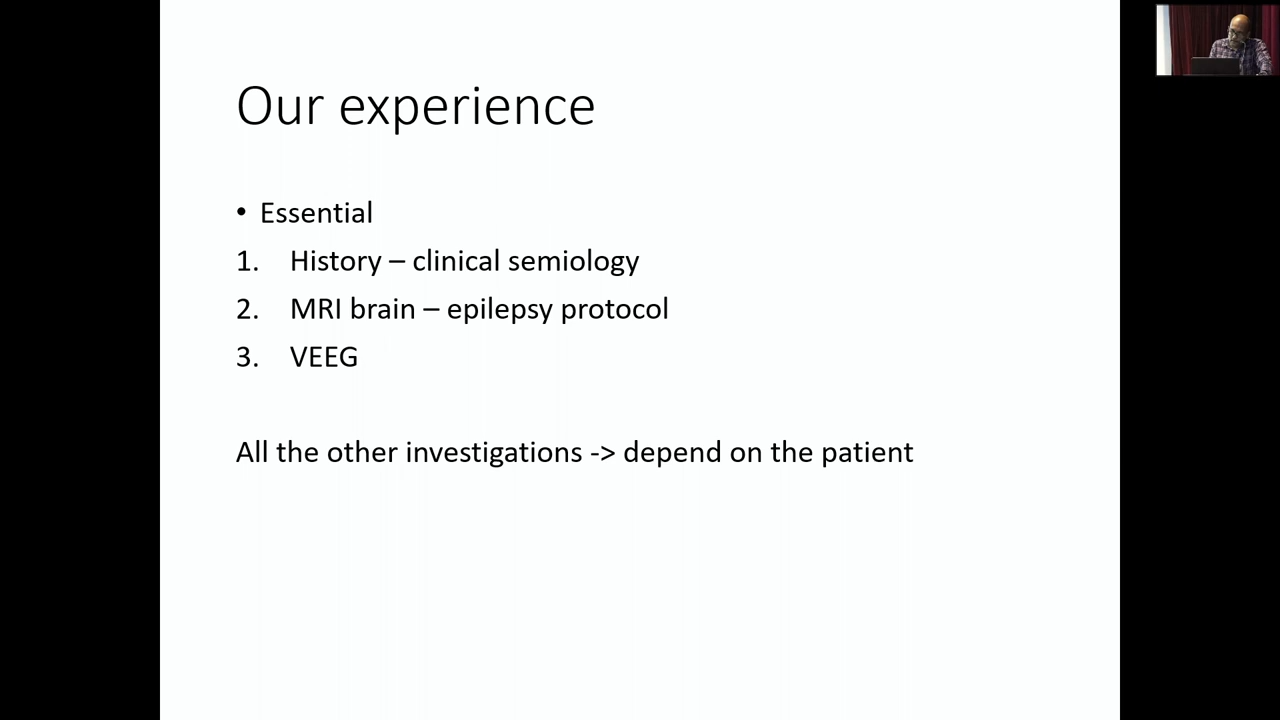 Our experience
• Essential
1. History – clinical semiology
2. MRI brain – epilepsy protocol
3. VEEG
All the other investigations -> depend on the patient